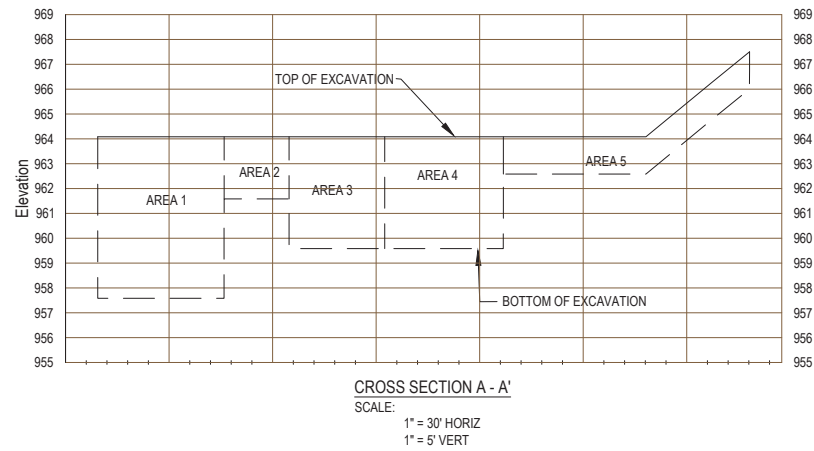 969 969
968 968
967 967
966 966
965 965
964 964
963 963
962 962
961 961
960 960
959 959
958 958
957 957
956 956
955 955
Elevation
TOP OF EXCAVATION
AREA 1
AREA 2
AREA 3
AREA 4
AREA 5
BOTTOM OF EXCAVATION
CROSS SECTION A - A'
SCALE:
1" = 30' HORIZ
1" = 5' VERT